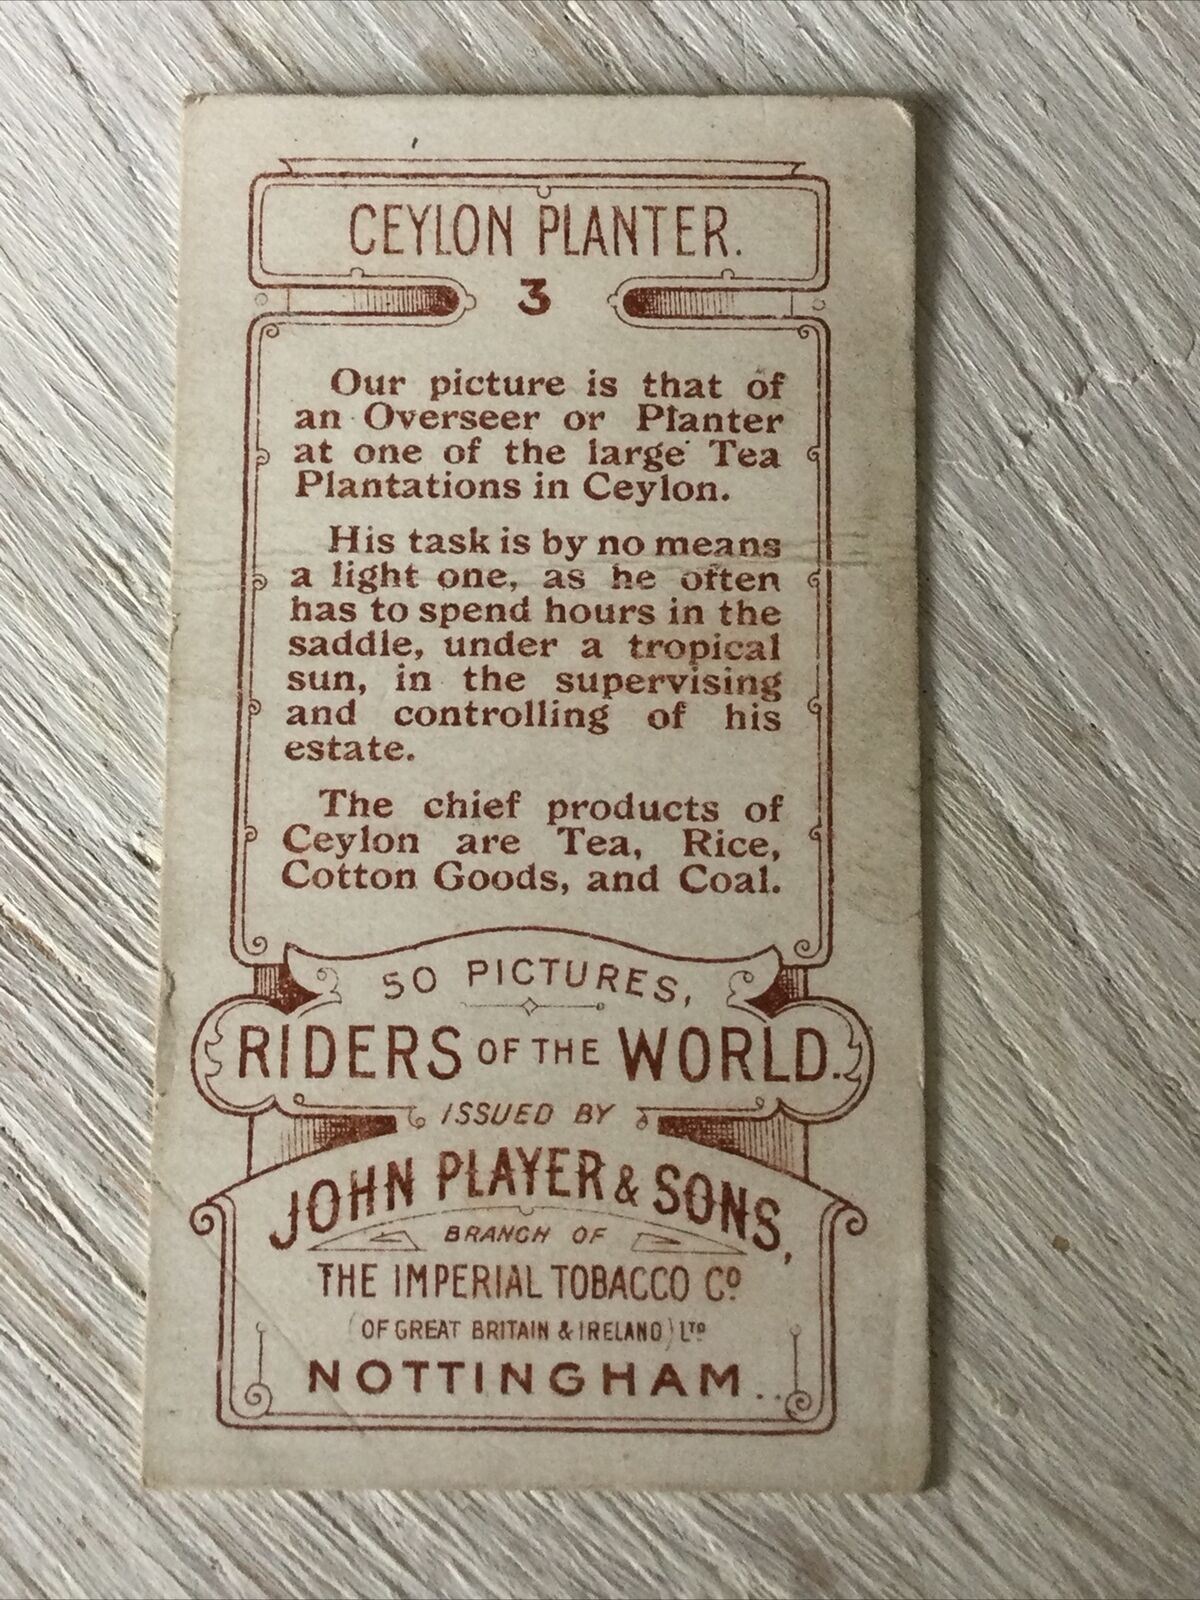 CEYLON PLANTER.
3
Our picture is that of
an Overseer or Planter
at one of the large Tea
Plantations in Ceylon.
His task is by no means
a light one, as he often
has to spend hours in the
saddle, under a tropical
sun, in the supervising
and controlling of his
estate.
The chief products of
Ceylon are Tea, Rice,
Cotton Goods, and Coal.
50 PICTURES,
RIDERS OF THE WORLD.
ISSUED BY
JOHN PLAYER & SONS,
BRANCH OF
THE IMPERIAL TOBACCO Cº
(OF GREAT BRITAIN & IRELAND) LTD
NOTTINGHAM..